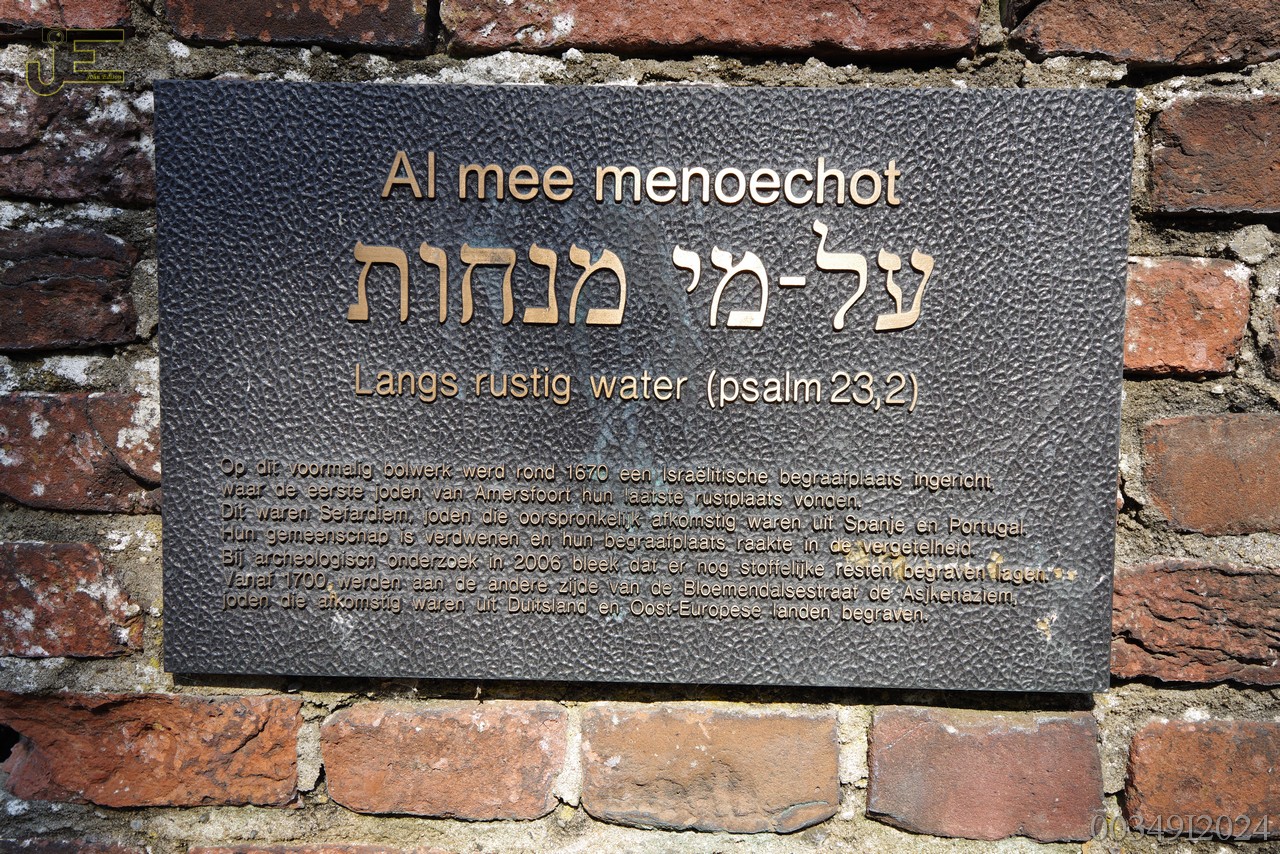 Al mee menoechot
על-מי מנחות
Langs rustig water (psalm 23,2)
Op dit voormalig bolwerk werd rond 1670 een Israëlitische begraafplaats ingericht,
waar de eerste joden van Amersfoort hun laatste rustplaats vonden.
Dit waren Sefardiem, joden die oorspronkelijk afkomstig waren uit Spanje en Portugal.
Hun gemeenschap is verdwenen en hun begraafplaats raakte in de vergetelheid.
Bij archeologisch onderzoek in 2006 bleek dat er nog stoffelijke resten begraven lagen.
Vanaf 1700 werden aan de andere zijde van de Bloemendalsestraat de Asjkenaziem,
joden die afkomstig waren uit Duitsland en Oost-Europese landen begraven.
00349I2024